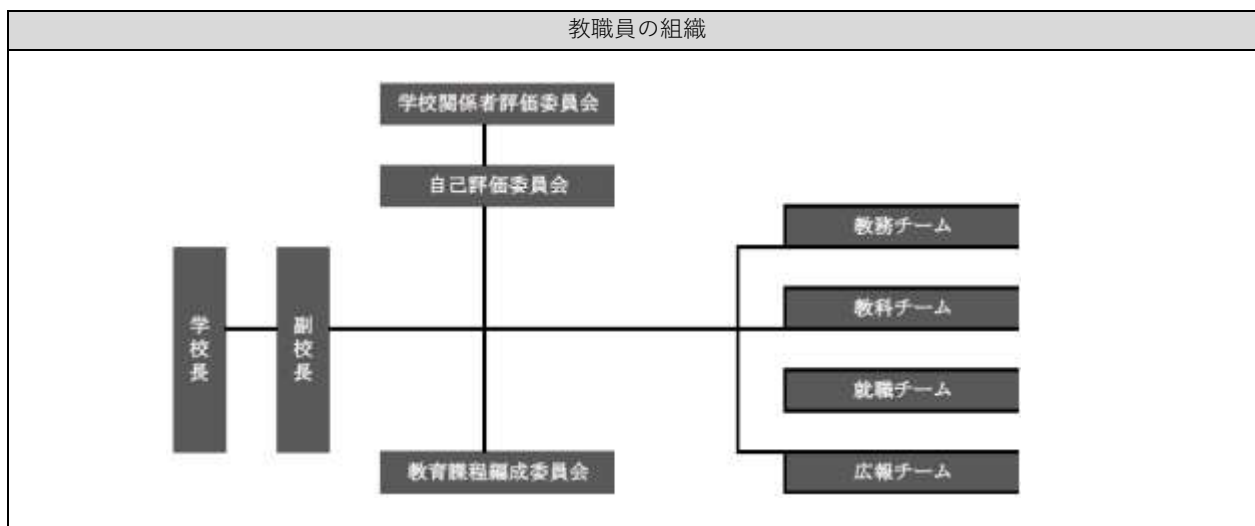 教職員の組織
学校関係者評価委員会
自己評価委員会
学校長
副校長
教務チーム
教科チーム
就職チーム
広報チーム
教育課程編成委員会